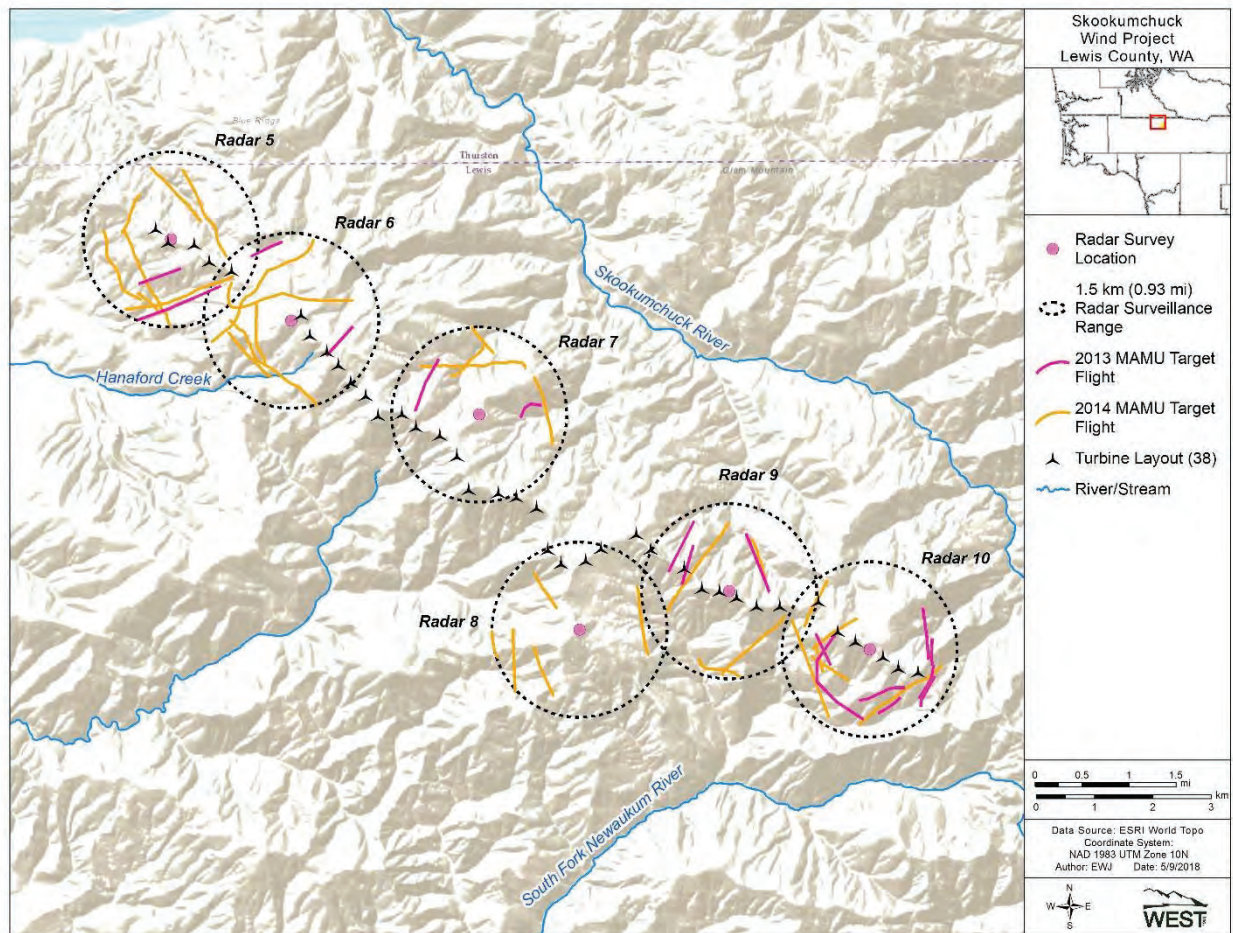 Skookumchuck
Wind Project
Lewis County, WA
Blue Ridge
Radar 5
Thurston
Lewis
Radar 6
Skookumchuck River
Radar 7
Hanaford Creek
Radar 9
Radar 10
Radar 8
South Fork Newaukum River
Radar Survey
Location
1.5 km (0.93 mi)
Radar Surveillance
Range
2013 MAMU Target
Flight
2014 MAMU Target
Flight
Turbine Layout (38)
River/Stream
0 0.5 1 1.5
mi
km
0 1 2 3
Data Source: ESRI World Topo
Coordinate System:
NAD 1983 UTM Zone 10N
Author: EWJ Date: 5/9/2018
N
W E
S
WEST